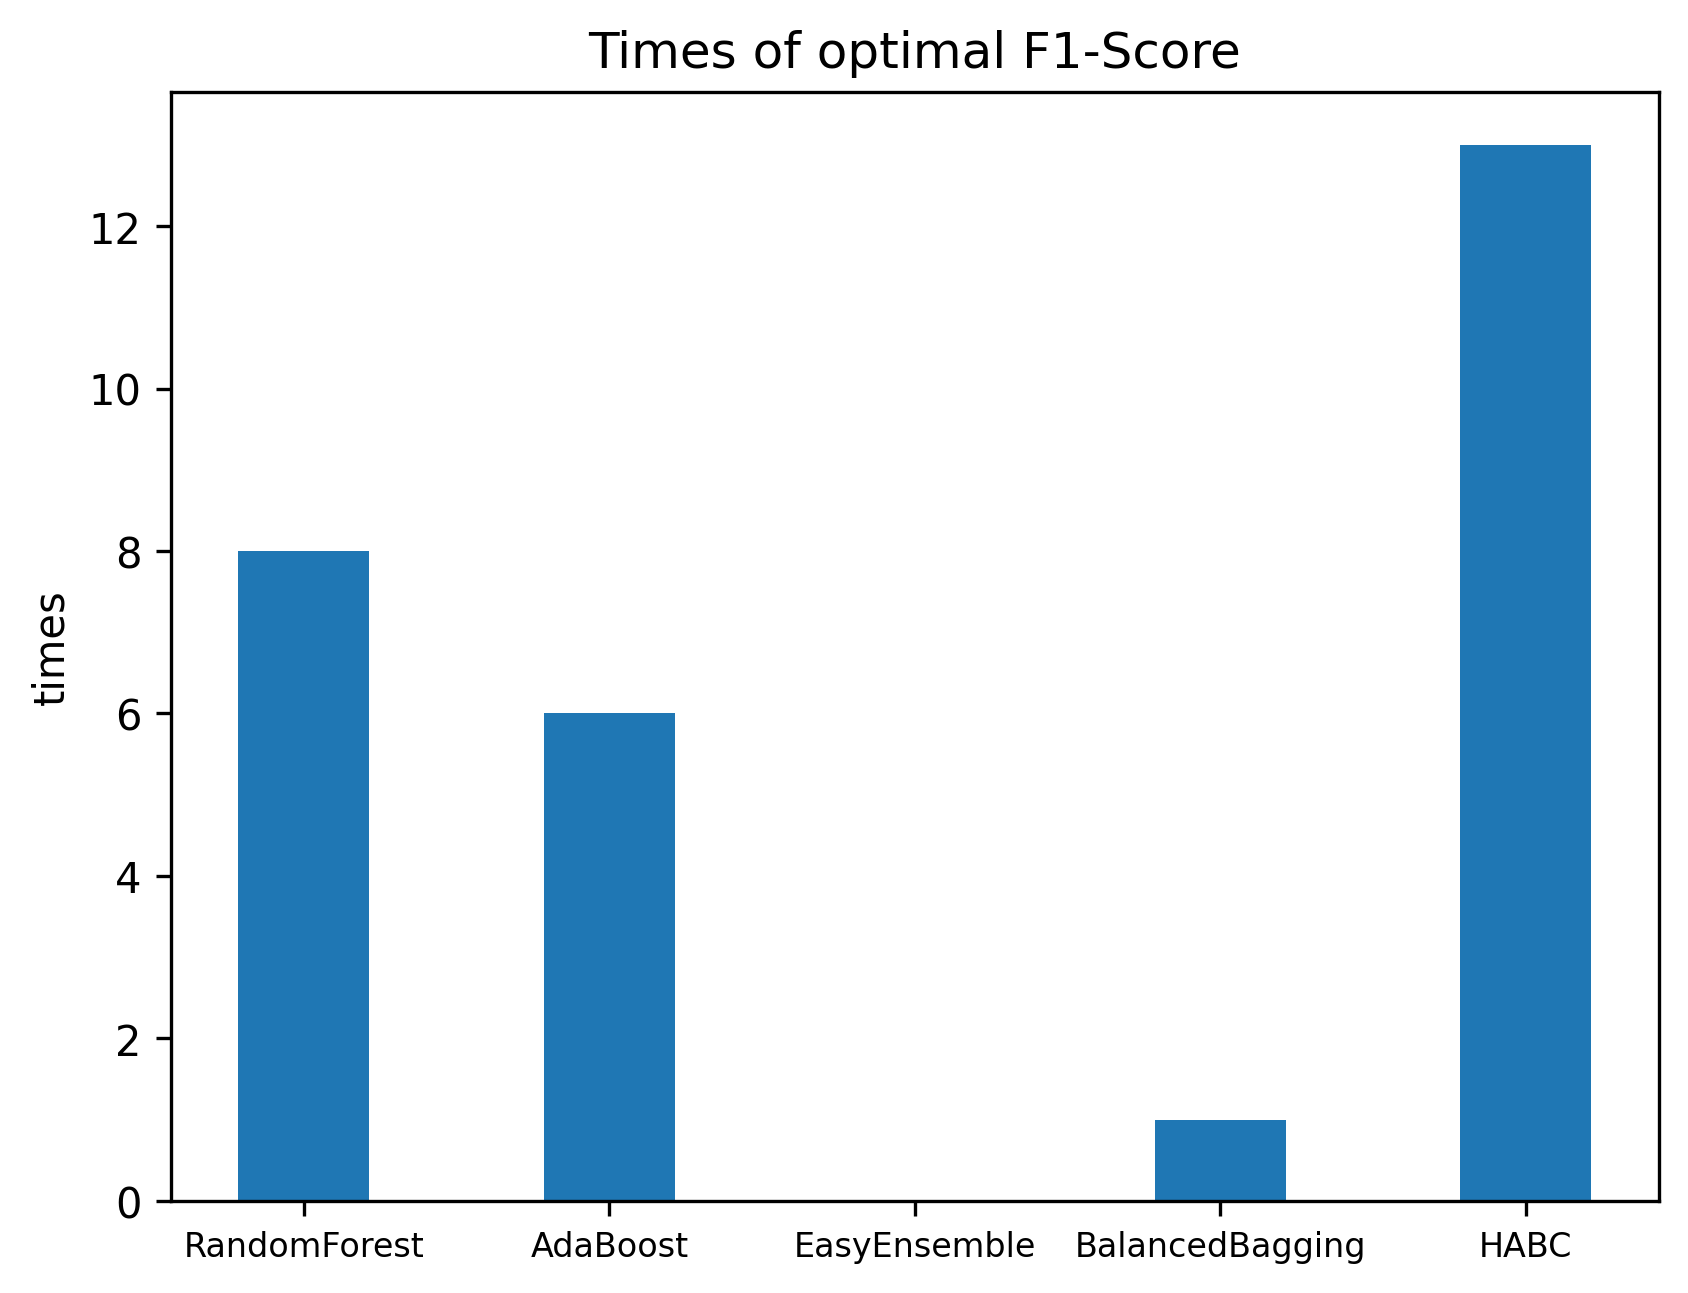 Times of optimal F1-Score
12
10
8
6
4
2
0
times
RandomForest AdaBoost EasyEnsemble BalancedBagging HABC